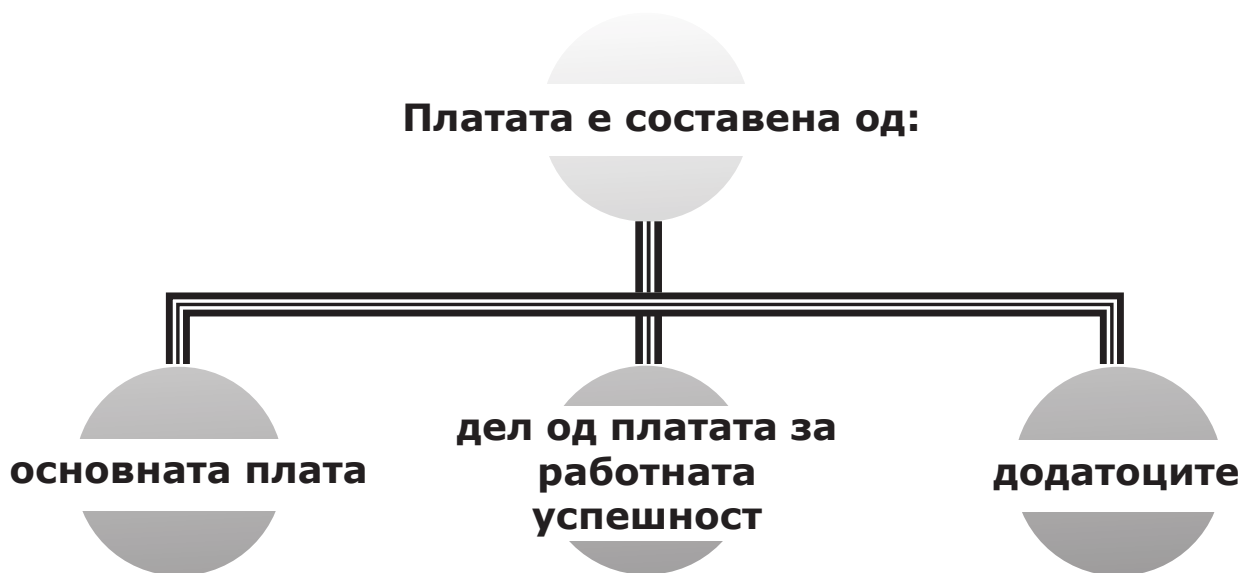 Платата е составена од:
основната плата
дел од платата за
работната
успешност
додатоците